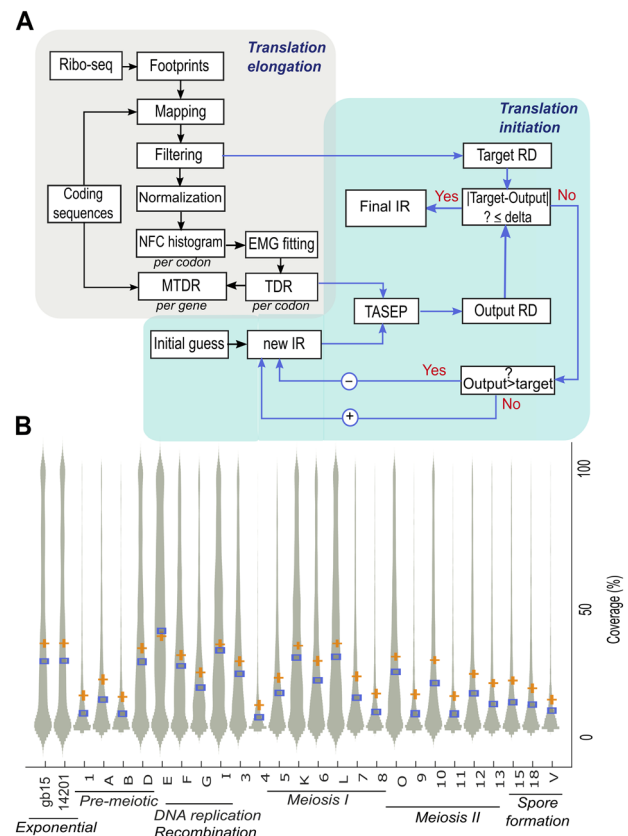 A
Translation
elongation
Ribo-seq
Footprints
Mapping
Filtering
Coding
sequences
Normalization
NFC histogram
per codon
EMG fitting
MTDR
per gene
TDR
per codon
Translation
initiation
Target RD
Final IR
Yes
|Target-Output|
? ≤ delta
No
TASEP
Output RD
Initial guess
new IR
−
Yes
?
Output>target
+
No
B
100
50
0
Coverage (%)
gb15
14201
1
A
B
D
E
F
G
I
3
4
5
K
6
L
7
8
O
9
10
11
12
13
15
18
V
Exponential
Pre-meiotic
DNA replication
Recombination
Meiosis I
Meiosis II
Spore
formation